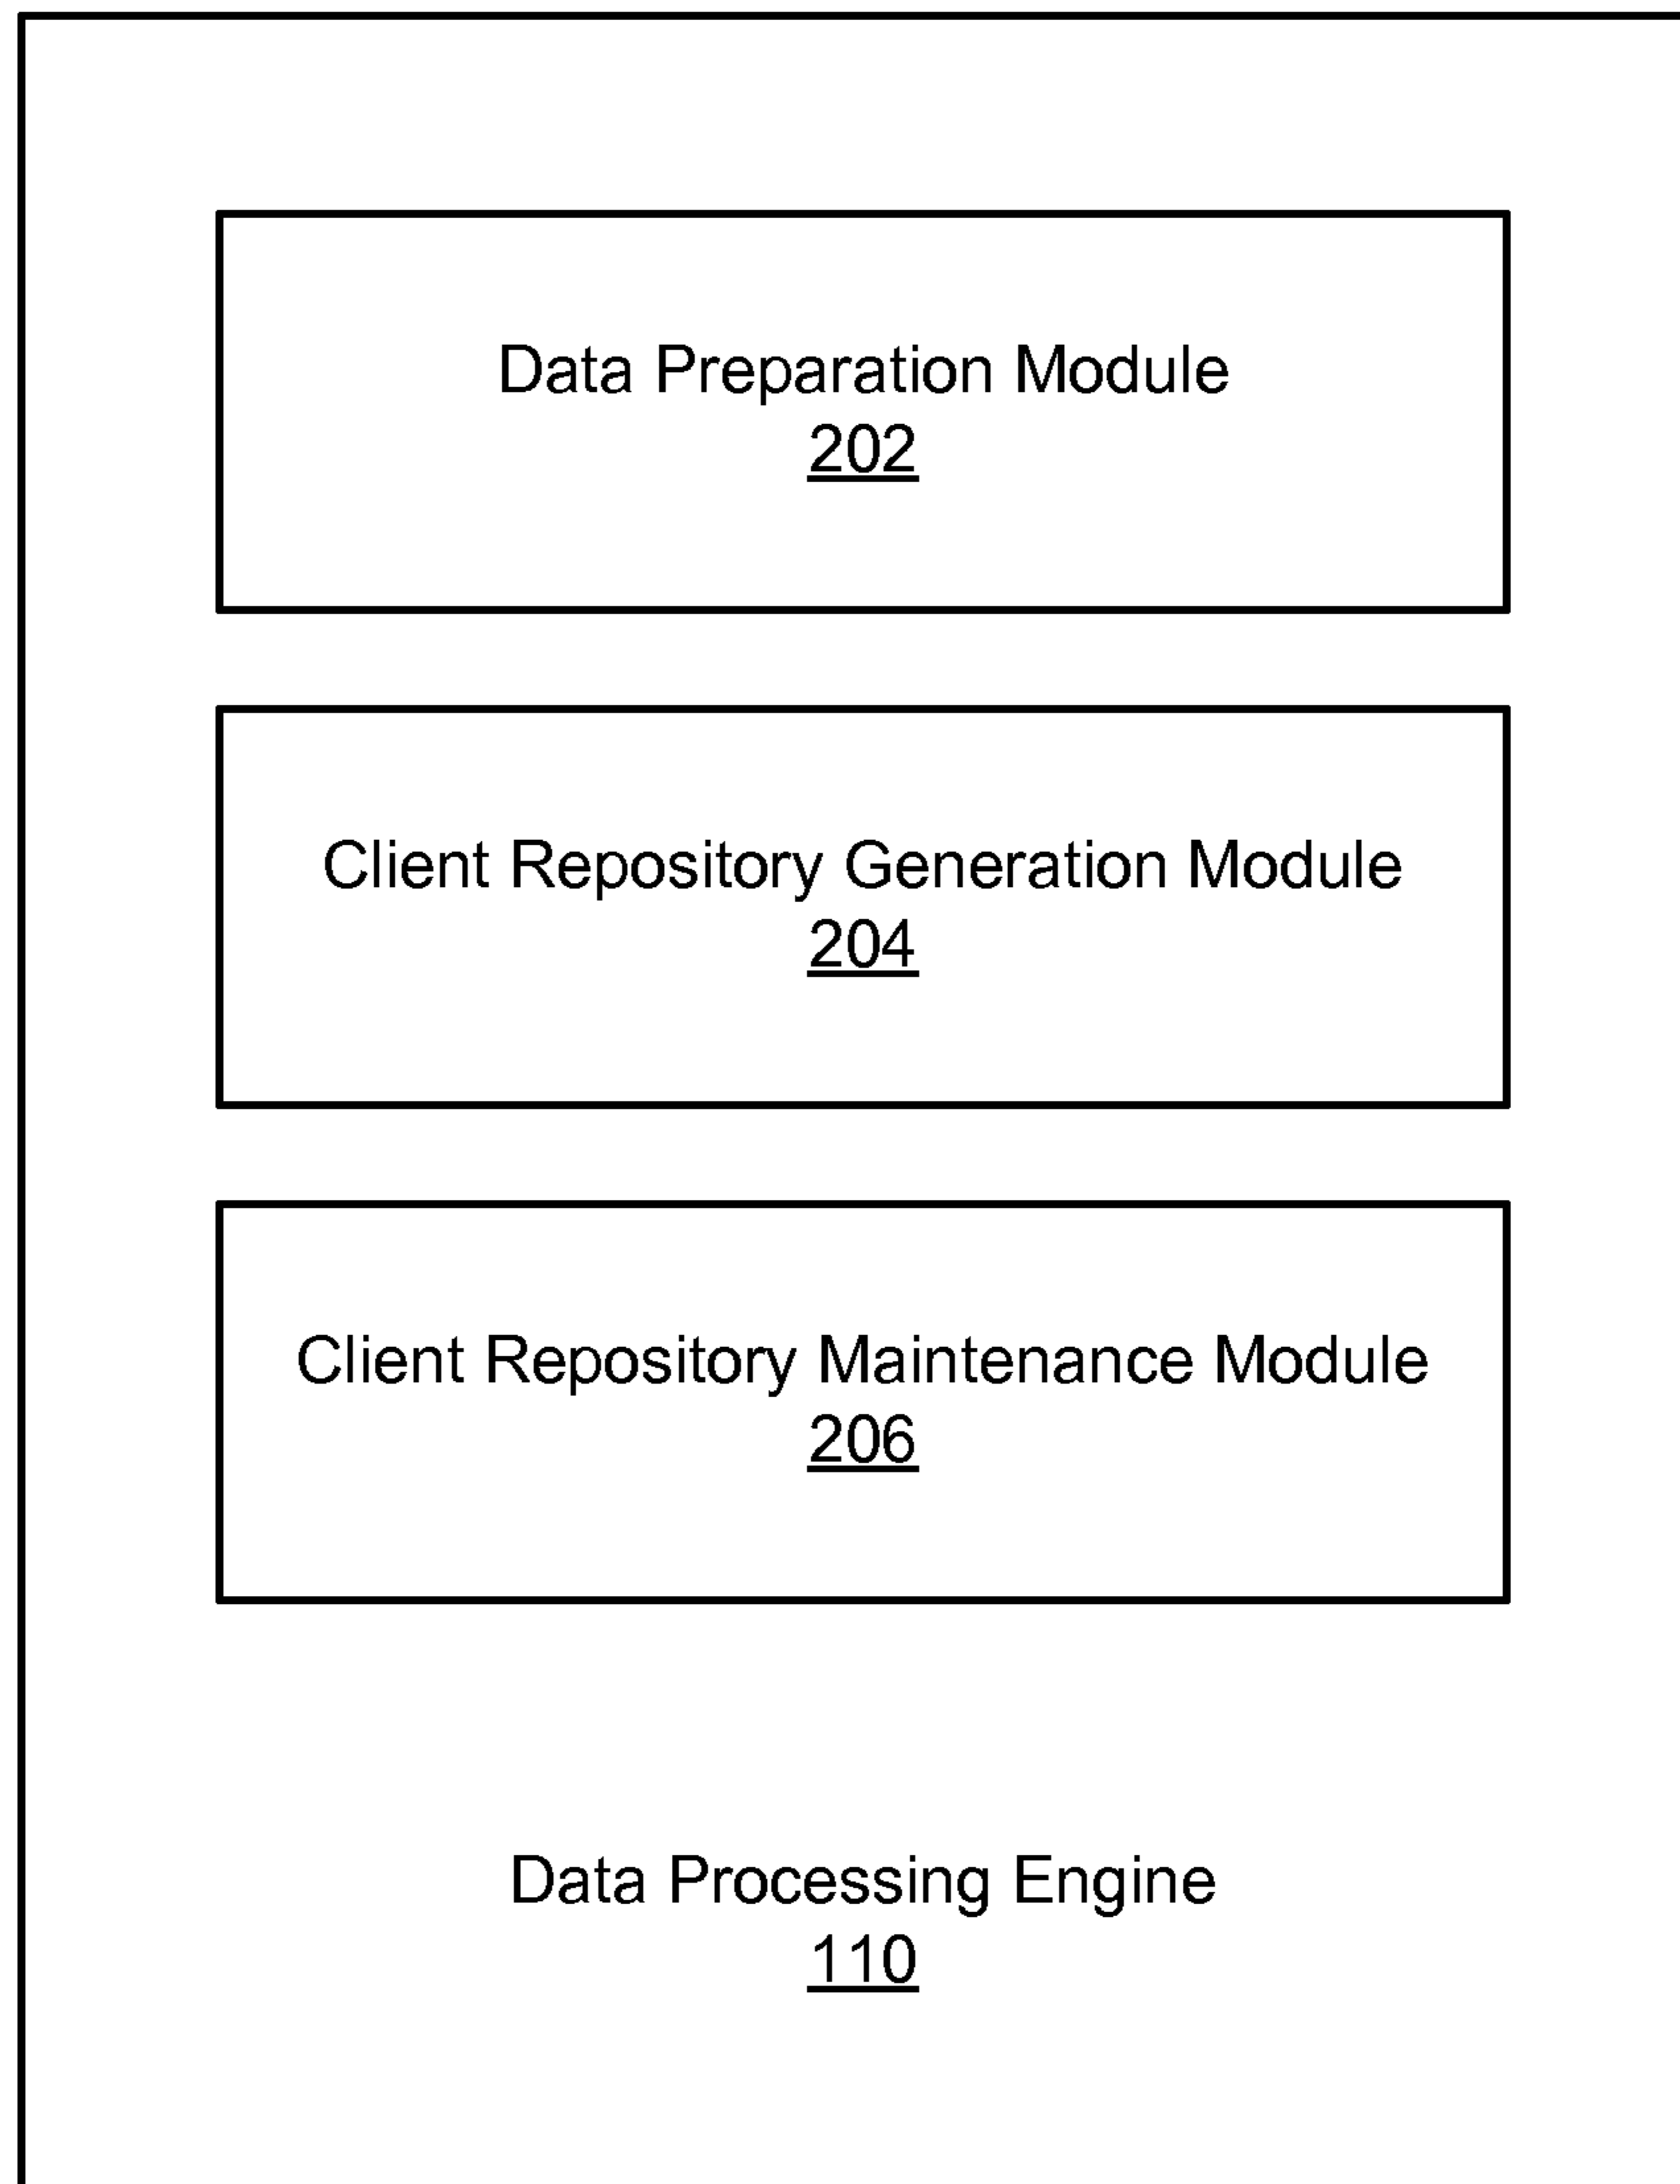 Data Preparation Module
202
Client Repository Generation Module
204
Client Repository Maintenance Module
206
Data Processing Engine
110